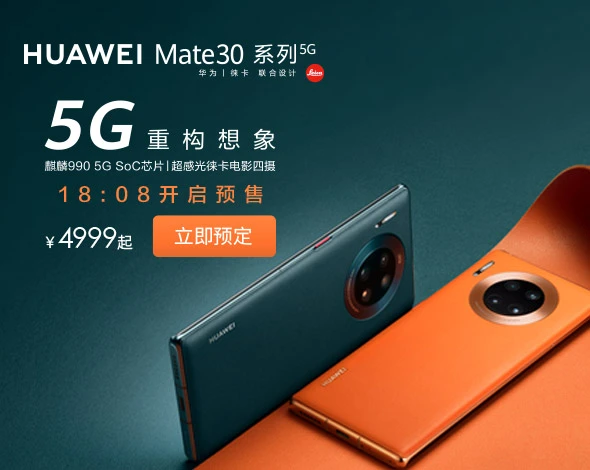 HUAWEI Mate30 系列 5G
华为 | 徕卡 联合设计 Leica
5G 重构想象
麒麟990 5G SoC芯片|超感光徕卡电影四摄
18:08开启预售
¥4999起 立即预定
HUAWEI
HUAWEI